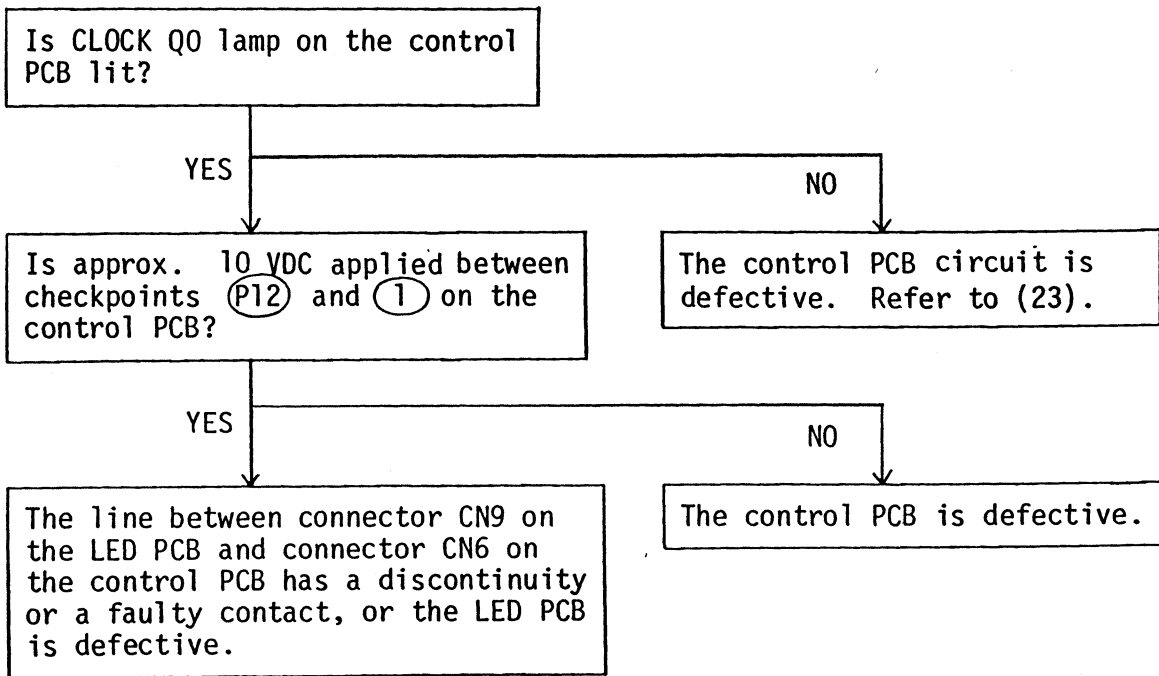 Is CLOCK QO lamp on the control
PCB lit?
YES
NO
Is approx. 10 VDC applied between
checkpoints P12 and 1 on the
control PCB?
The control PCB circuit is
defective. Refer to (23).
YES
NO
The line between connector CN9 on
the LED PCB and connector CN6 on
the control PCB has a discontinuity
or a faulty contact, or the LED PCB
is defective.
The control PCB is defective.